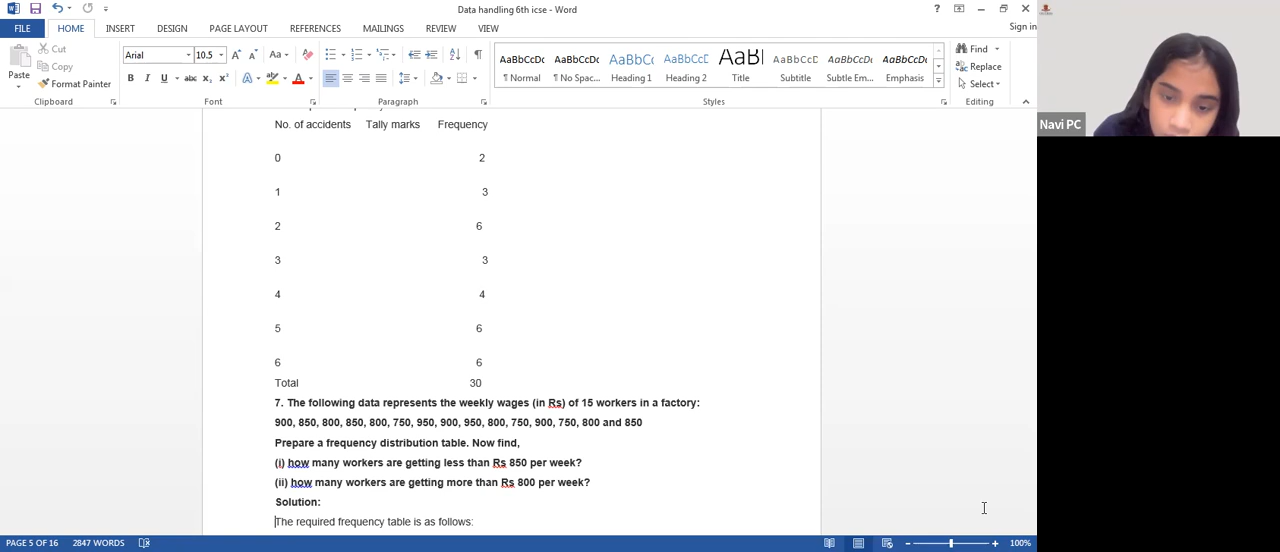 Data handling 6th icse - Word
Sign in
FILE HOME INSERT DESIGN PAGE LAYOUT REFERENCES MAILINGS REVIEW VIEW
Paste
Cut
Copy
Format Painter
Clipboard
Arial 10.5
Font
Paragraph
AaBbCcDc AaBbCcDc AaBbCc AaBbCcD AaBl AaBbCcDc AaBbCcDc AaBbCcDc
¶ Normal ¶ No Spac... Heading 1 Heading 2 Title Subtitle Subtle Em... Emphasis
Styles
Find
Replace
Select
Editing
No. of accidents Tally marks Frequency
0 2
1 3
2 6
3 3
4 4
5 6
6 6
Total 30
7. The following data represents the weekly wages (in Rs) of 15 workers in a factory:
900, 850, 800, 850, 800, 750, 950, 900, 950, 800, 750, 900, 750, 800 and 850
Prepare a frequency distribution table. Now find,
(i) how many workers are getting less than Rs 850 per week?
(ii) how many workers are getting more than Rs 800 per week?
Solution:
The required frequency table is as follows:
PAGE 5 OF 16 2847 WORDS
100%
Navi PC